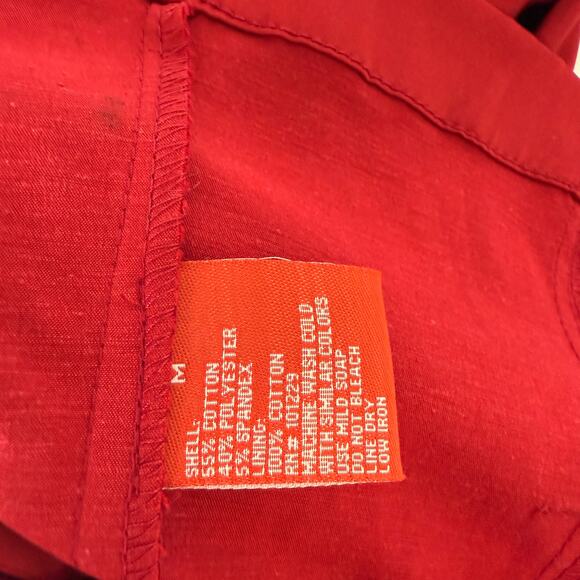 M
SHELL:
55% COTTON
40% POLYESTER
5% SPANDEX
LINING:
100% COTTON
RN# 101229
MACHINE WASH COLD
WITH SIMILAR COLORS
USE MILD SOAP
DO NOT BLEACH
LINE DRY
LOW IRON